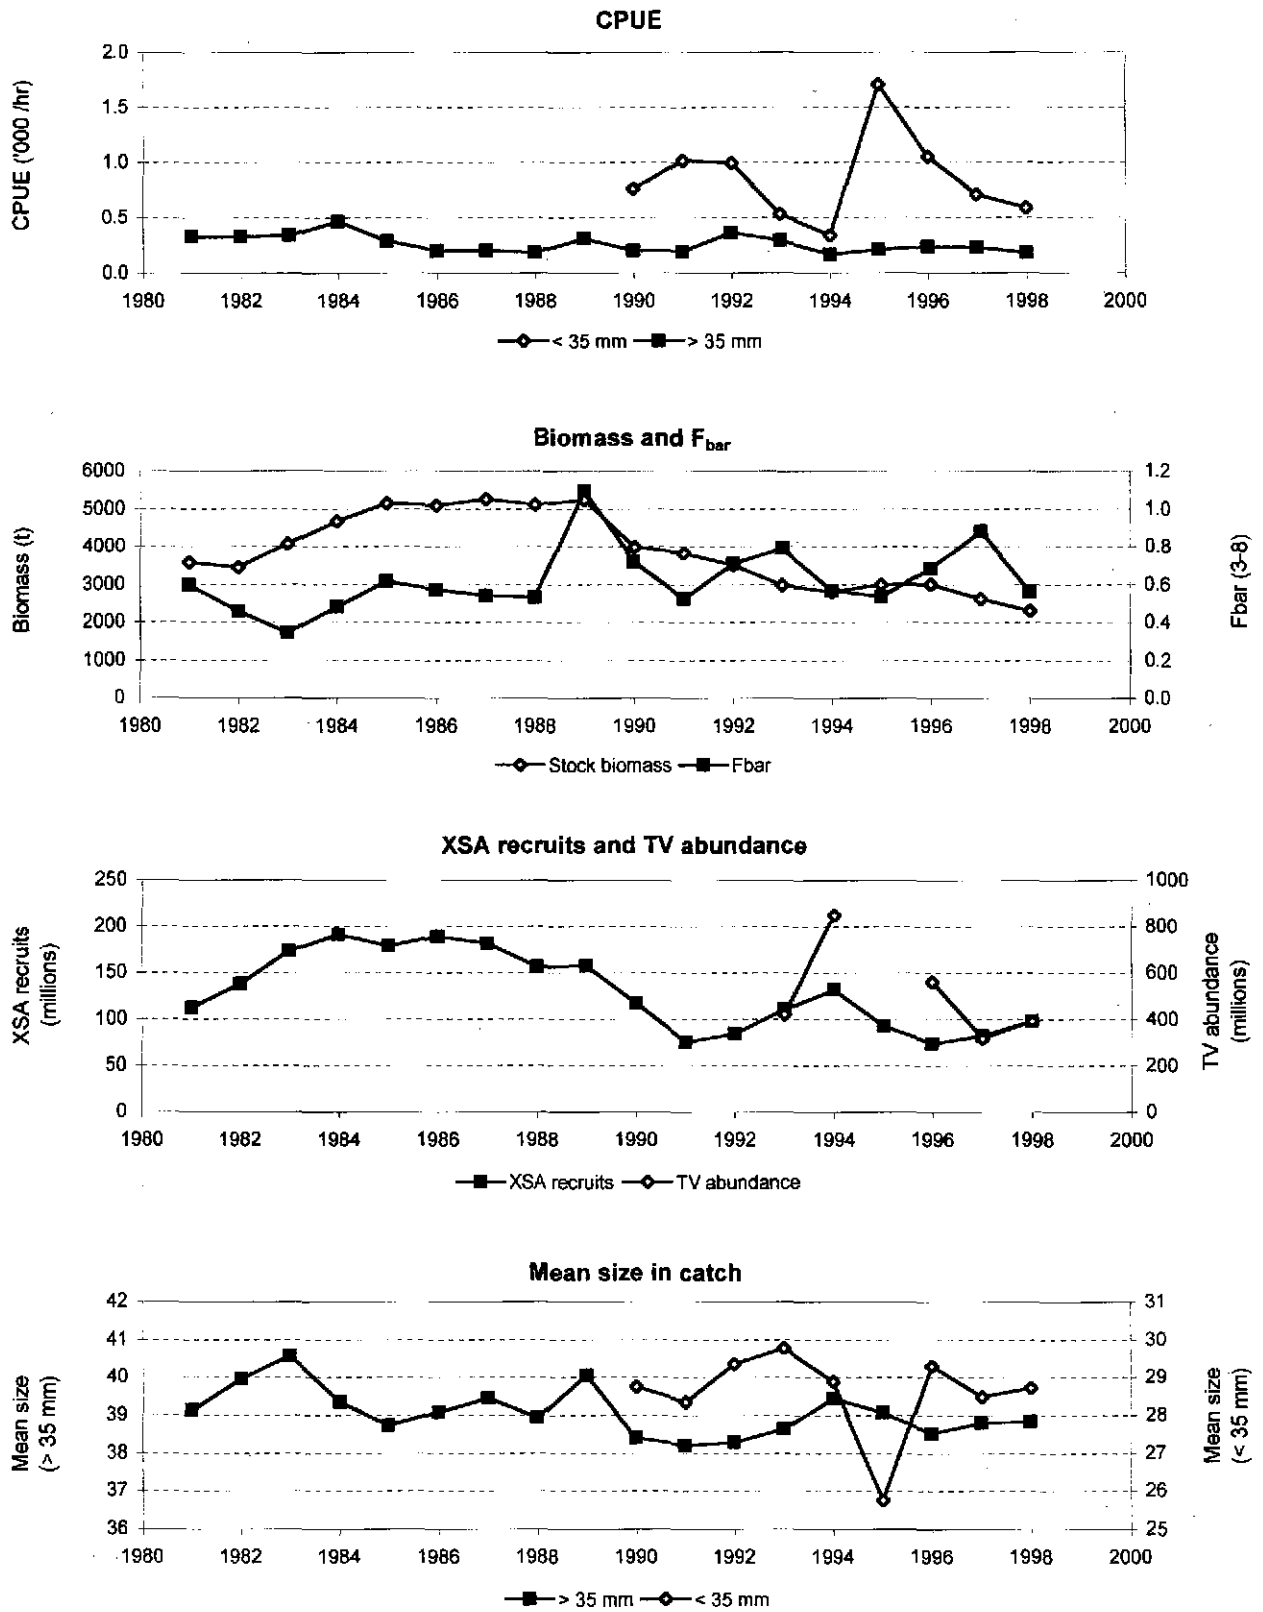 CPUE
CPUE ('000 /hr)
2.0
1.5
1.0
0.5
0.0
1980 1982 1984 1986 1988 1990 1992 1994 1996 1998 2000
< 35 mm > 35 mm
Biomass and Fbar
Biomass (t)
6000
5000
4000
3000
2000
1000
0
Fbar (3-8)
1.2
1.0
0.8
0.6
0.4
0.2
0.0
1980 1982 1984 1986 1988 1990 1992 1994 1996 1998 2000
Stock biomass Fbar
XSA recruits and TV abundance
XSA recruits
(millions)
250
200
150
100
50
0
TV abundance
(millions)
1000
800
600
400
200
0
1980 1982 1984 1986 1988 1990 1992 1994 1996 1998 2000
XSA recruits TV abundance
Mean size in catch
Mean size
(> 35 mm)
42
41
40
39
38
37
36
Mean size
(< 35 mm)
31
30
29
28
27
26
25
1980 1982 1984 1986 1988 1990 1992 1994 1996 1998 2000
> 35 mm < 35 mm